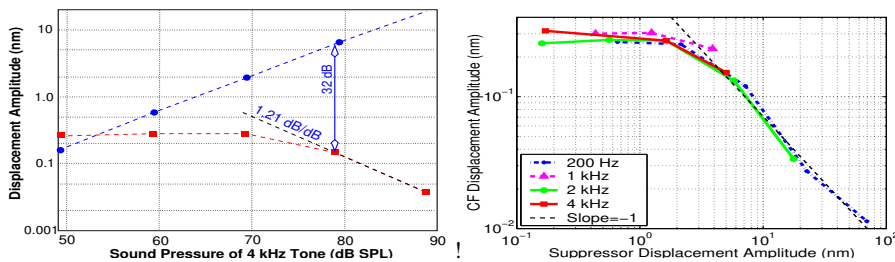 Displacement Amplitude (nm)
10
1.0
0.1
0.001
50
60
70
80
90
Sound Pressure of 4 kHz Tone (dB SPL)
32 dB
1.21 dB/dB
!
CF Displacement Amplitude (nm)
10⁻¹
10⁻²
10⁻¹
10⁰
10¹
10²
Suppressor Displacement Amplitude (nm)
200 Hz
1 kHz
2 kHz
4 kHz
Slope=−1